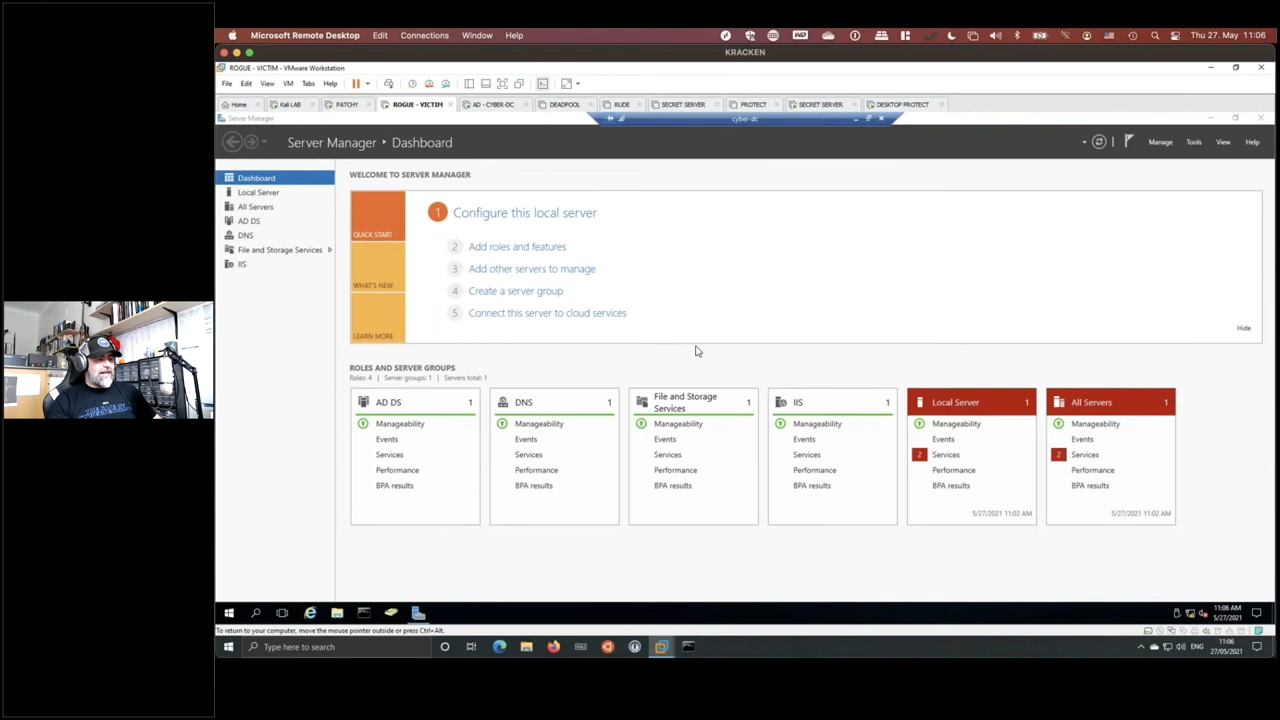 Microsoft Remote Desktop Edit Connections Window Help Thu 27. May 11:06
KRACKEN
ROGUE - VICTIM - VMware Workstation
File Edit View VM Tabs Help
Home Kali LAB PATCHY ROGUE - VICTIM AD - CYBER-DC DEADPOOL RUDE SECRET SERVER PROTECT SECRET SERVER DESKTOP PROTECT
Server Manager cyber-dc
Server Manager • Dashboard Manage Tools View Help
Dashboard
Local Server
All Servers
AD DS
DNS
File and Storage Services
IIS
WELCOME TO SERVER MANAGER
QUICK START
WHAT'S NEW
LEARN MORE
1 Configure this local server
2 Add roles and features
3 Add other servers to manage
4 Create a server group
5 Connect this server to cloud services
Hide
ROLES AND SERVER GROUPS
Roles: 4 | Server groups: 1 | Servers total: 1
AD DS 1
Manageability
Events
Services
Performance
BPA results
DNS 1
Manageability
Events
Services
Performance
BPA results
File and Storage
Services 1
Manageability
Events
Services
Performance
BPA results
IIS 1
Manageability
Events
Services
Performance
BPA results
Local Server 1
Manageability
Events
2 Services
Performance
BPA results
5/27/2021 11:02 AM
All Servers 1
Manageability
Events
2 Services
Performance
BPA results
5/27/2021 11:02 AM
11:06 AM
5/27/2021
To return to your computer, move the mouse pointer outside or press Ctrl+Alt.
Type here to search
ENG
11:06
27/05/2021